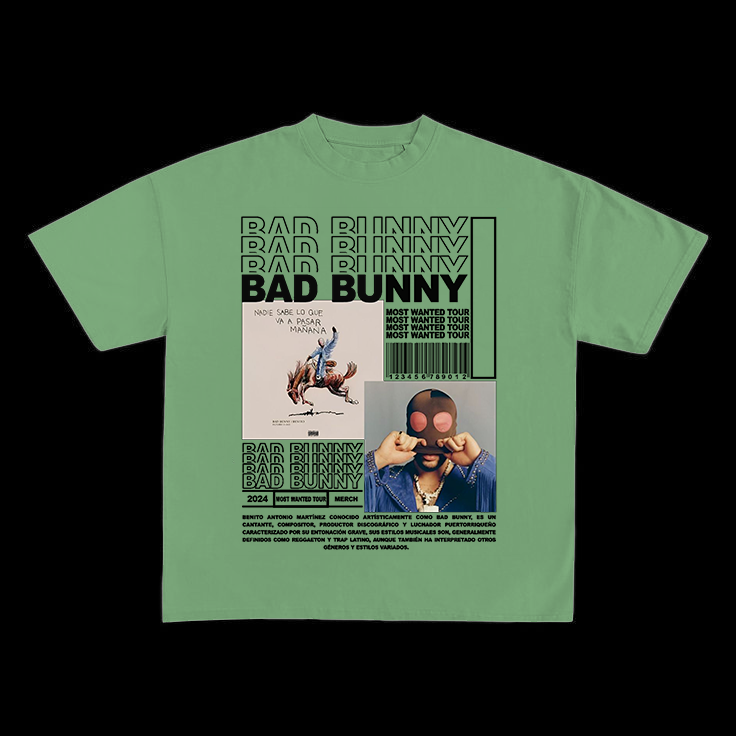 BAD BUNNY
BAD BUNNY
BAD BUNNY
BAD BUNNY
NADIE SABE LO QUE
VA A PASAR
MAÑANA
MOST WANTED TOUR
MOST WANTED TOUR
MOST WANTED TOUR
MOST WANTED TOUR
123456789012
BAD BUNNY
BAD BUNNY
BAD BUNNY
BAD BUNNY
2024 MOST WANTED TOUR MERCH
BENITO ANTONIO MARTÍNEZ CONOCIDO ARTÍSTICAMENTE COMO BAD BUNNY, ES UN
CANTANTE, COMPOSITOR, PRODUCTOR DISCOGRÁFICO Y LUCHADOR PUERTORRIQUEÑO
CARACTERIZADO POR SU ENTONACIÓN GRAVE, SUS ESTILOS MUSICALES SON, GENERALMENTE
DEFINIDOS COMO REGGAETON Y TRAP LATINO, AUNQUE TAMBIÉN HA INTERPRETADO OTROS
GÉNEROS Y ESTILOS VARIADOS.